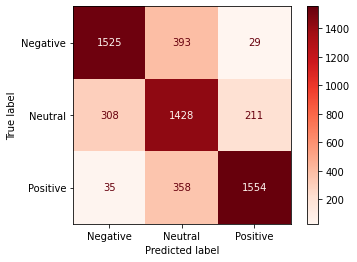 Negative 1525 393 29
Neutral 308 1428 211
Positive 35 358 1554
Negative Neutral Positive
Predicted label
True label
1400
1200
1000
800
600
400
200